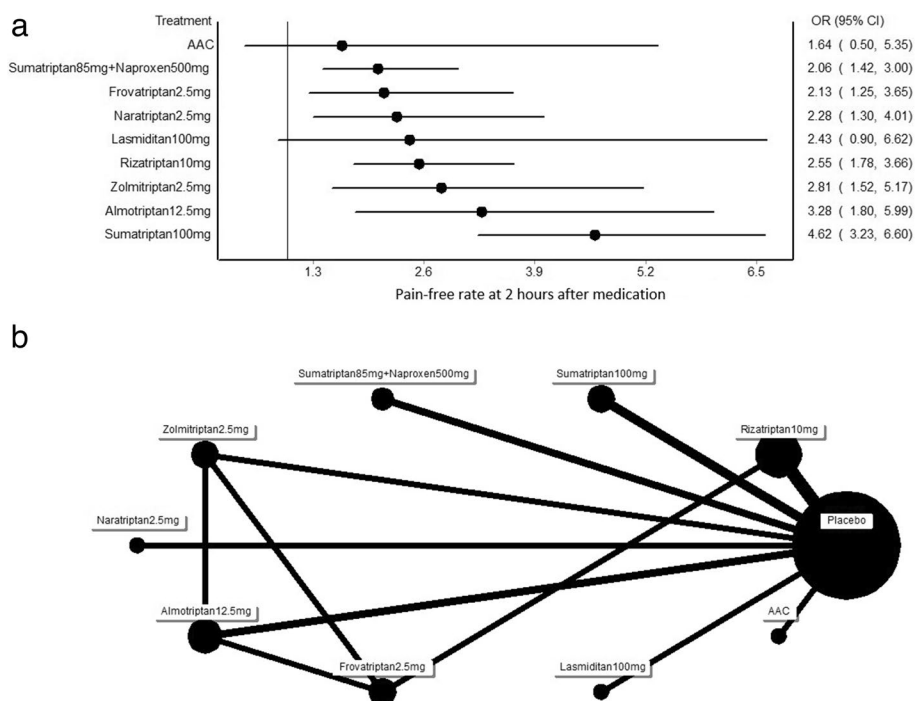 a
Treatment OR (95% CI)
AAC 1.64 ( 0.50, 5.35)
Sumatriptan85mg+Naproxen500mg 2.06 ( 1.42, 3.00)
Frovatriptan2.5mg 2.13 ( 1.25, 3.65)
Naratriptan2.5mg 2.28 ( 1.30, 4.01)
Lasmiditan100mg 2.43 ( 0.90, 6.62)
Rizatriptan10mg 2.55 ( 1.78, 3.66)
Zolmitriptan2.5mg 2.81 ( 1.52, 5.17)
Almotriptan12.5mg 3.28 ( 1.80, 5.99)
Sumatriptan100mg 4.62 ( 3.23, 6.60)
1.3 2.6 3.9 5.2 6.5
Pain-free rate at 2 hours after medication
b
Sumatriptan85mg+Naproxen500mg Sumatriptan100mg
Zolmitriptan2.5mg Rizatriptan10mg
Naratriptan2.5mg Placebo
Almotriptan12.5mg AAC
Frovatriptan2.5mg Lasmiditan100mg